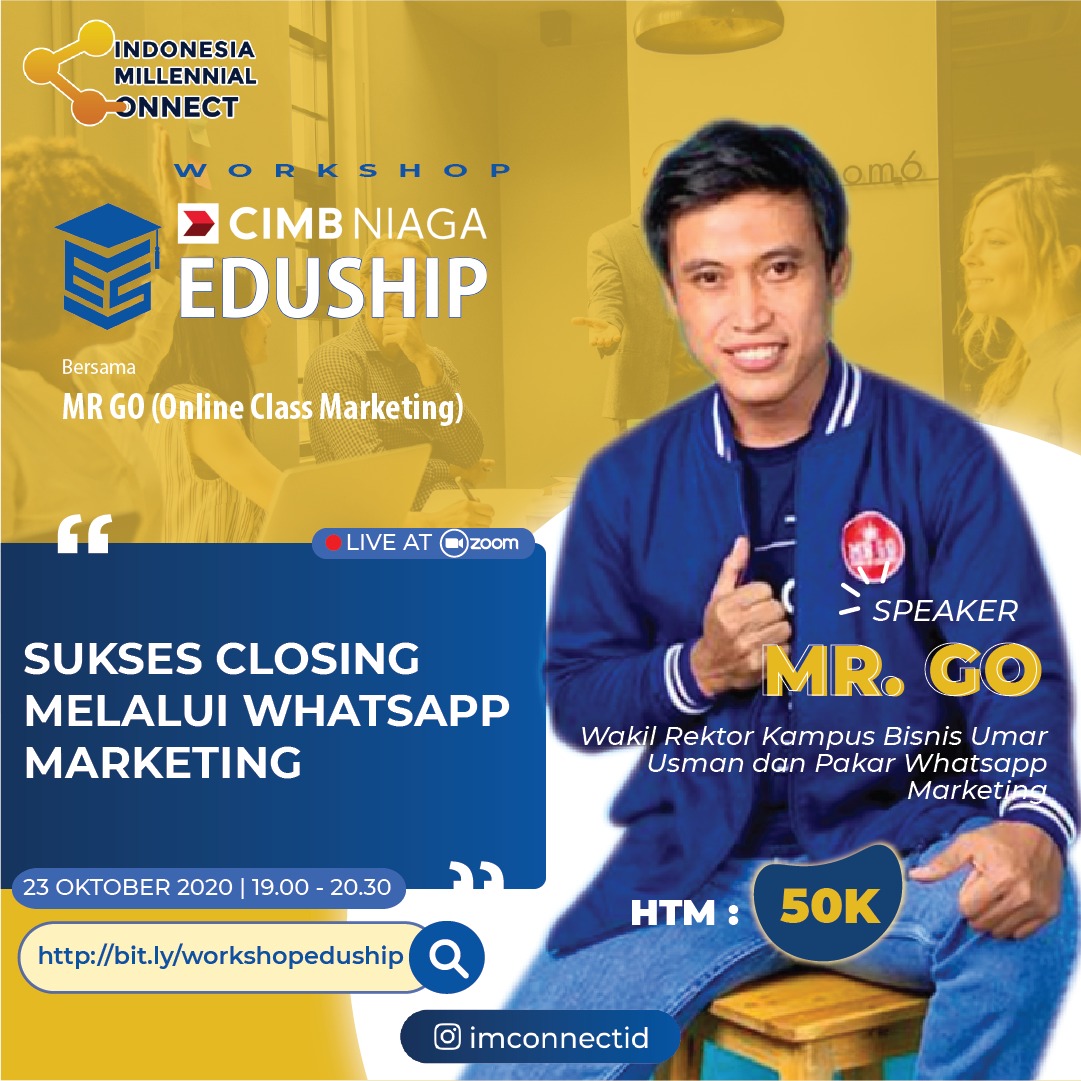 INDONESIA
MILLENNIAL
CONNECT
WORKSHOP
CIMB NIAGA
EDUSHIP
Bersama
MR GO (Online Class Marketing)
LIVE AT zoom
SUKSES CLOSING
MELALUI WHATSAPP
MARKETING
23 OKTOBER 2020 | 19.00 - 20.30
http://bit.ly/workshopeduship
MR.GO
SPEAKER
MR. GO
Wakil Rektor Kampus Bisnis Umar
Usman dan Pakar Whatsapp
Marketing
HTM : 50K
imconnectid